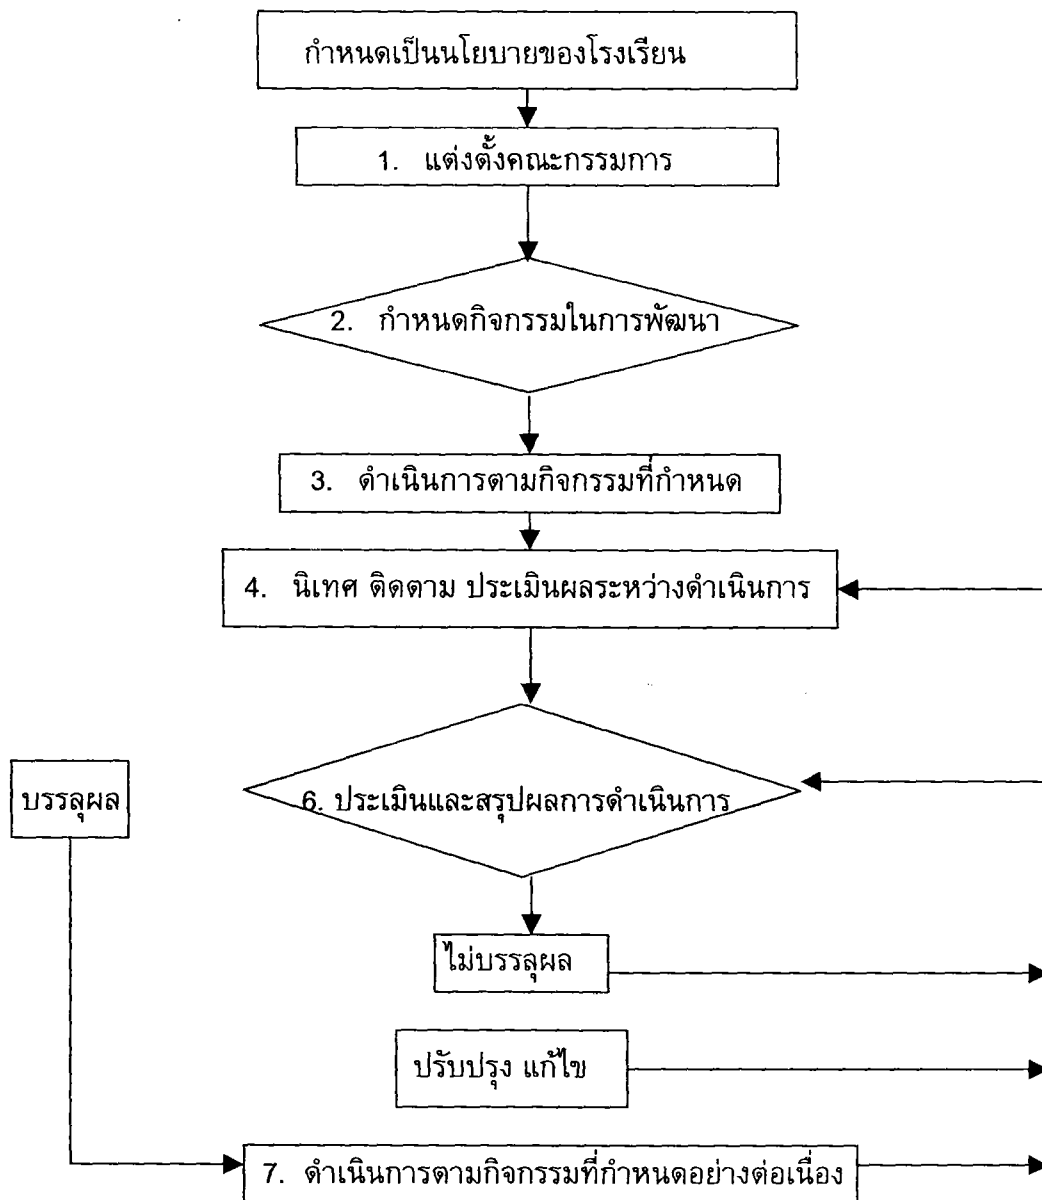 กำหนดเป็นนโยบายของโรงเรียน
1. แต่งตั้งคณะกรรมการ
2. กำหนดกิจกรรมในการพัฒนา
3. ดำเนินการตามกิจกรรมที่กำหนด
4. นิเทศ ติดตาม ประเมินผลระหว่างดำเนินการ
บรรลุผล
6. ประเมินและสรุปผลการดำเนินการ
ไม่บรรลุผล
ปรับปรุง แก้ไข
7. ดำเนินการตามกิจกรรมที่กำหนดอย่างต่อเนื่อง